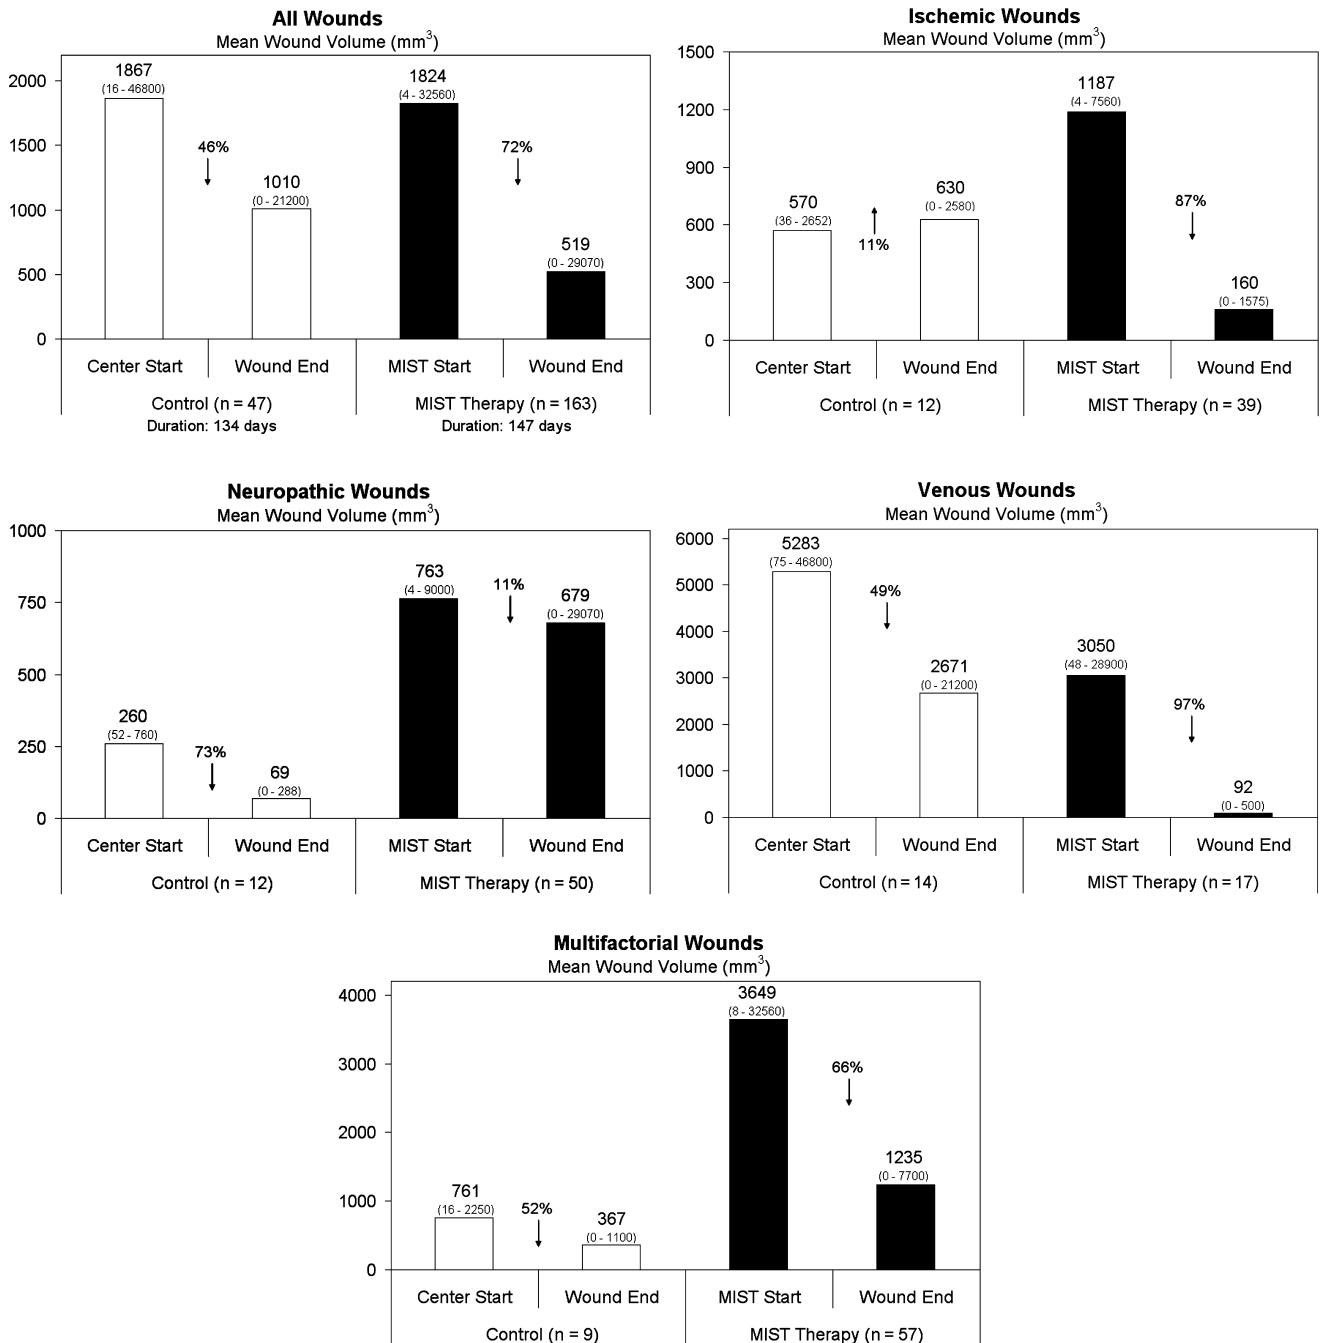 All Wounds
Mean Wound Volume (mm³)
2000
1500
1000
500
0
1867
(16 - 46800)
46%
1010
(0 - 21200)
1824
(4 - 32560)
72%
519
(0 - 29070)
Center Start
Wound End
MIST Start
Wound End
Control (n = 47)
MIST Therapy (n = 163)
Duration: 134 days
Duration: 147 days
Ischemic Wounds
Mean Wound Volume (mm³)
1500
1200
900
600
300
0
570
(36 - 2652)
11%
630
(0 - 2580)
1187
(4 - 7560)
87%
160
(0 - 1575)
Center Start
Wound End
MIST Start
Wound End
Control (n = 12)
MIST Therapy (n = 39)
Neuropathic Wounds
Mean Wound Volume (mm³)
1000
750
500
250
0
260
(52 - 760)
73%
69
(0 - 288)
763
(4 - 9000)
11%
679
(0 - 29070)
Center Start
Wound End
MIST Start
Wound End
Control (n = 12)
MIST Therapy (n = 50)
Venous Wounds
Mean Wound Volume (mm³)
6000
5000
4000
3000
2000
1000
0
5283
(75 - 46800)
49%
2671
(0 - 21200)
3050
(48 - 28900)
97%
92
(0 - 500)
Center Start
Wound End
MIST Start
Wound End
Control (n = 14)
MIST Therapy (n = 17)
Multifactorial Wounds
Mean Wound Volume (mm³)
4000
3000
2000
1000
0
761
(16 - 2250)
52%
367
(0 - 1100)
3649
(8 - 32560)
66%
1235
(0 - 7700)
Center Start
Wound End
MIST Start
Wound End
Control (n = 9)
MIST Therapy (n = 57)